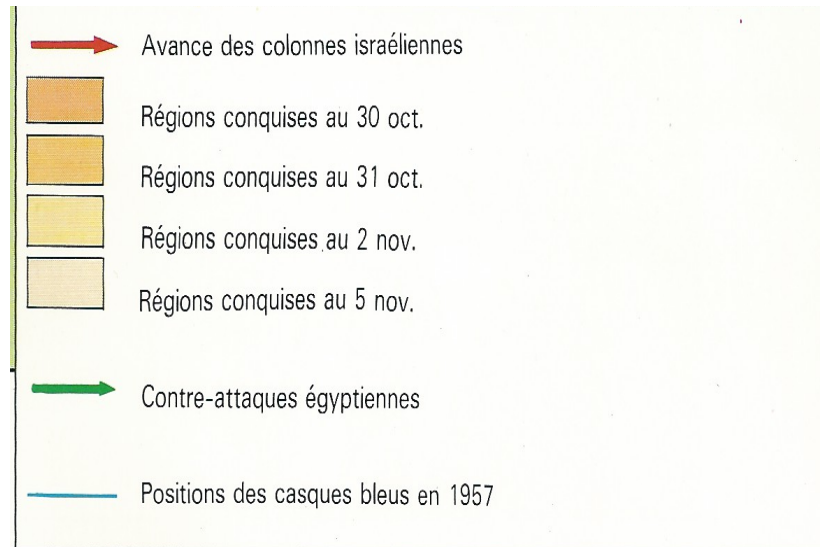 Avance des colonnes israéliennes
Régions conquises au 30 oct.
Régions conquises au 31 oct.
Régions conquises au 2 nov.
Régions conquises au 5 nov.
Contre-attaques égyptiennes
Positions des casques bleus en 1957